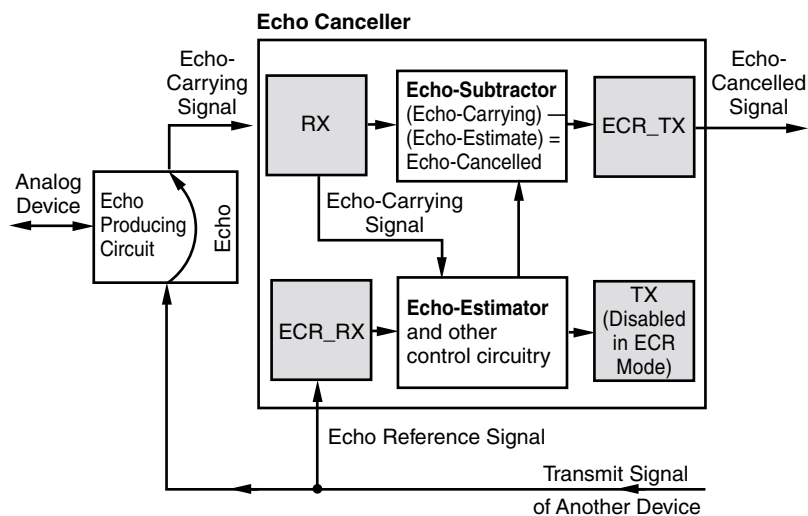 Echo Canceller
Echo-
Carrying
Signal
RX
Echo-Subtractor
(Echo-Carrying) —
(Echo-Estimate) =
Echo-Cancelled
ECR_TX
Echo-
Cancelled
Signal
Analog
Device
Echo
Producing
Circuit
Echo
Echo-Carrying
Signal
ECR_RX
Echo-Estimator
and other
control circuitry
TX
(Disabled
in ECR
Mode)
Echo Reference Signal
Transmit Signal
of Another Device